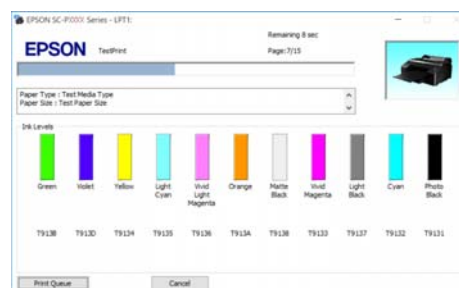 EPSON SC-PXXXX Series - LPT1:
EPSON
TestPrint
Remaining 8 sec
Page: 7/15
Paper Type : Test Media Type
Paper Size : Test Paper Size
Ink Levels
Green
Violet
Yellow
Light
Cyan
Vivid
Light
Magenta
Orange
Matte
Black
Vivid
Magenta
Light
Black
Cyan
Photo
Black
T913B T913D T9134 T9135 T9136 T913A T9138 T9133 T9137 T9132 T9131
Print Queue
Cancel